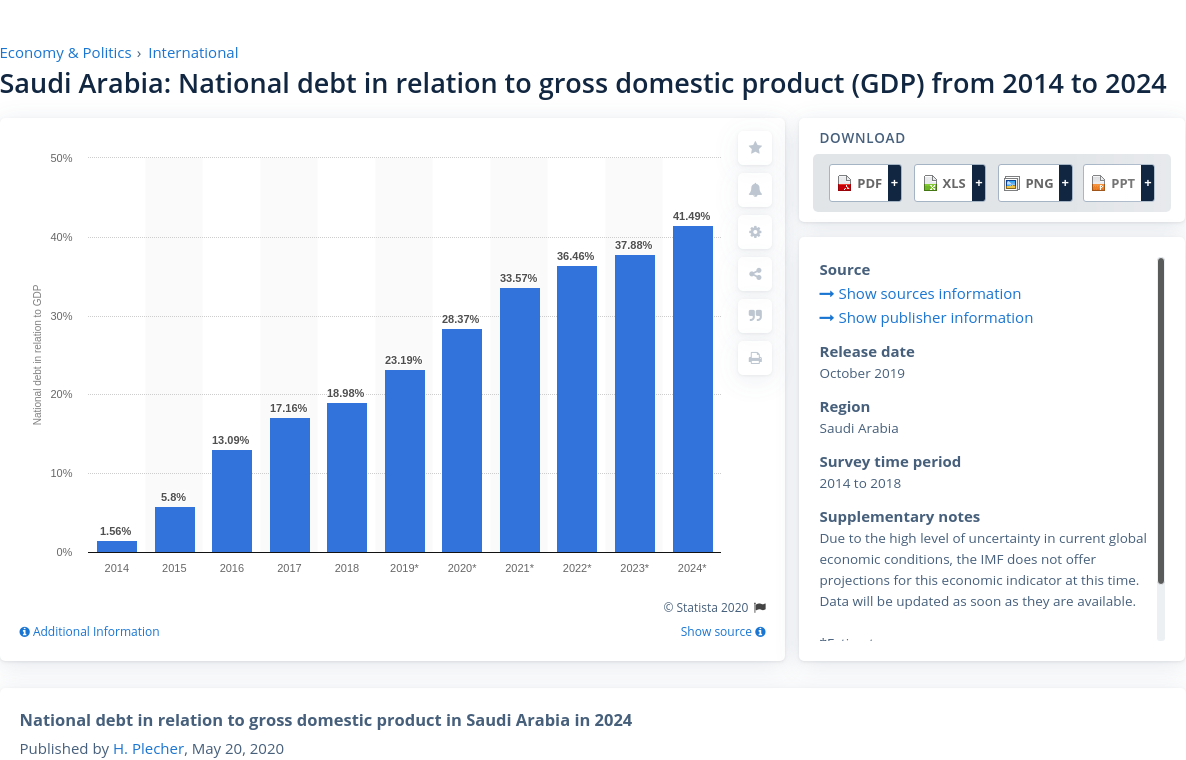 Economy & Politics › International
Saudi Arabia: National debt in relation to gross domestic product (GDP) from 2014 to 2024
50%
40%
30%
20%
10%
0%
National debt in relation to GDP
1.56%
5.8%
13.09%
17.16%
18.98%
23.19%
28.37%
33.57%
36.46%
37.88%
41.49%
2014
2015
2016
2017
2018
2019*
2020*
2021*
2022*
2023*
2024*
© Statista 2020
Additional Information
Show source
DOWNLOAD
PDF +
XLS +
PNG +
PPT +
Source
Show sources information
Show publisher information
Release date
October 2019
Region
Saudi Arabia
Survey time period
2014 to 2018
Supplementary notes
Due to the high level of uncertainty in current global
economic conditions, the IMF does not offer
projections for this economic indicator at this time.
Data will be updated as soon as they are available.
National debt in relation to gross domestic product in Saudi Arabia in 2024
Published by H. Plecher, May 20, 2020